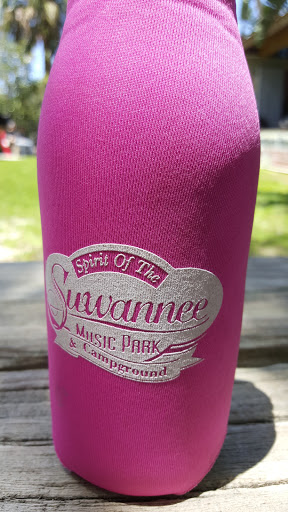 Spirit Of The
Suwannee
Music Park
& Campground